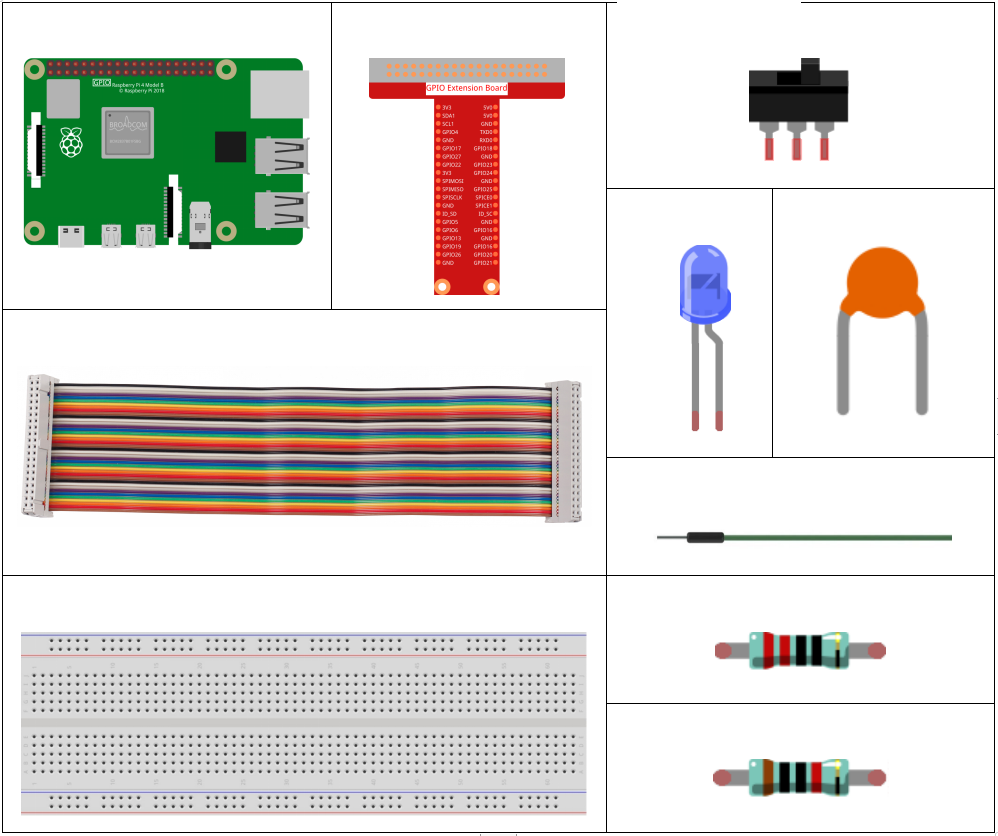 GPIO
Raspberry Pi 4 Model B
© Raspberry Pi 2018
BROADCOM
GPIO Extension Board
3V3 5V0
SDA1 5V0
SCL1 GND
GPIO4 TXD0
GND RXD0
GPIO17 GPIO18
GPIO27 GND
GPIO22 GPIO23
3V3 GPIO24
SPIMOSI GND
SPIMISO GPIO25
SPISCLK SPICE0
GND SPICE1
ID_SD ID_SC
GPIO5 GND
GPIO6 GPIO16
GPIO13 GND
GPIO19 GPIO16
GPIO26 GPIO20
GND GPIO21